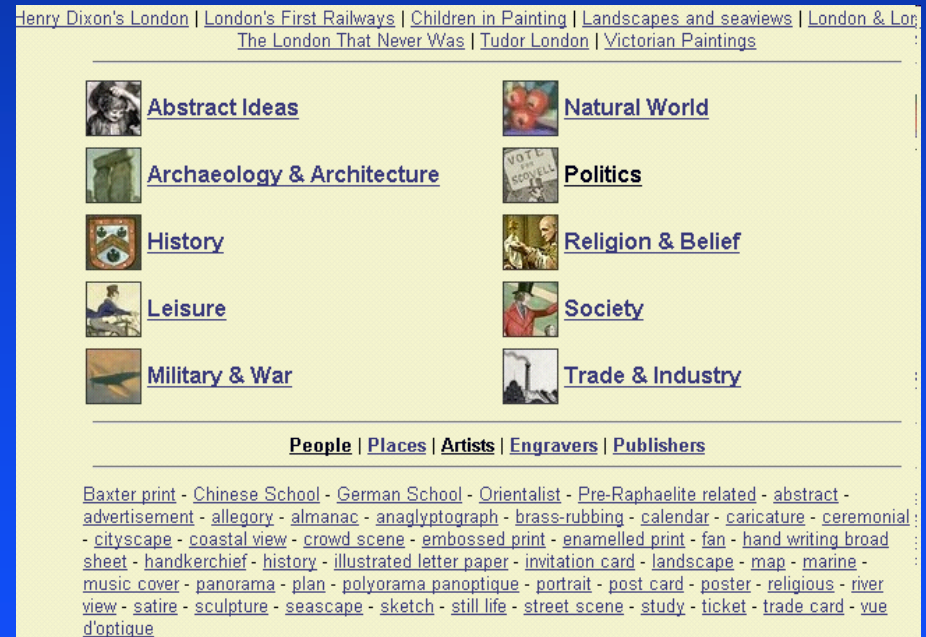 Henry Dixon's London | London's First Railways | Children in Painting | Landscapes and seaviews | London &
The London That Never Was | Tudor London | Victorian Paintings
Abstract Ideas
Natural World
Archaeology & Architecture
VOTE FOR SCOVELL
Politics
History
Religion & Belief
Leisure
Society
Military & War
Trade & Industry
People | Places | Artists | Engravers | Publishers
Baxter print - Chinese School - German School - Orientalist - Pre-Raphaelite related - abstract -
advertisement - allegory - almanac - anaglyptograph - brass-rubbing - calendar - caricature - ceremonial
- cityscape - coastal view - crowd scene - embossed print - enamelled print - fan - hand writing broad
sheet - handkerchief - history - illustrated letter paper - invitation card - landscape - map - marine -
music cover - panorama - plan - polyorama panoptique - portrait - post card - poster - religious - river
view - satire - sculpture - seascape - sketch - still life - street scene - study - ticket - trade card - vue
d'optique